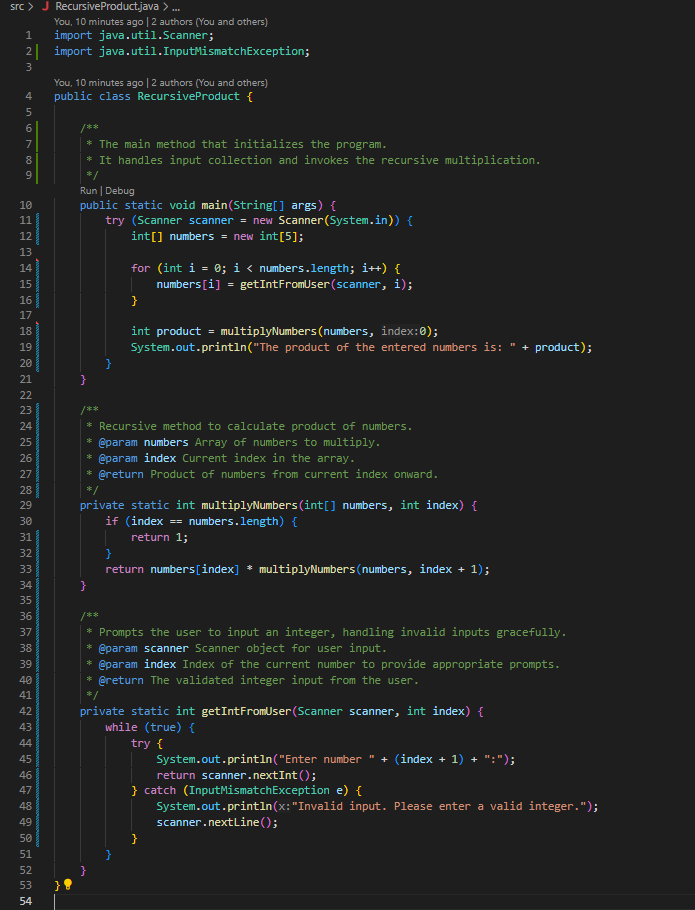 src > J RecursiveProduct.java > ...
You, 10 minutes ago | 2 authors (You and others)
1 import java.util.Scanner;
2 import java.util.InputMismatchException;
3
You, 10 minutes ago | 2 authors (You and others)
4 public class RecursiveProduct {
5
6 /**
7 * The main method that initializes the program.
8 * It handles input collection and invokes the recursive multiplication.
9 */
Run | Debug
10 public static void main(String[] args) {
11 try (Scanner scanner = new Scanner(System.in)) {
12 int[] numbers = new int[5];
13
14 for (int i = 0; i < numbers.length; i++) {
15 numbers[i] = getIntFromUser(scanner, i);
16 }
17
18 int product = multiplyNumbers(numbers, index:0);
19 System.out.println("The product of the entered numbers is: " + product);
20 }
21 }
22
23 /**
24 * Recursive method to calculate product of numbers.
25 * @param numbers Array of numbers to multiply.
26 * @param index Current index in the array.
27 * @return Product of numbers from current index onward.
28 */
29 private static int multiplyNumbers(int[] numbers, int index) {
30 if (index == numbers.length) {
31 return 1;
32 }
33 return numbers[index] * multiplyNumbers(numbers, index + 1);
34 }
35
36 /**
37 * Prompts the user to input an integer, handling invalid inputs gracefully.
38 * @param scanner Scanner object for user input.
39 * @param index Index of the current number to provide appropriate prompts.
40 * @return The validated integer input from the user.
41 */
42 private static int getIntFromUser(Scanner scanner, int index) {
43 while (true) {
44 try {
45 System.out.println("Enter number " + (index + 1) + ":");
46 return scanner.nextInt();
47 } catch (InputMismatchException e) {
48 System.out.println(x:"Invalid input. Please enter a valid integer.");
49 scanner.nextLine();
50 }
51 }
52 }
53 }
54